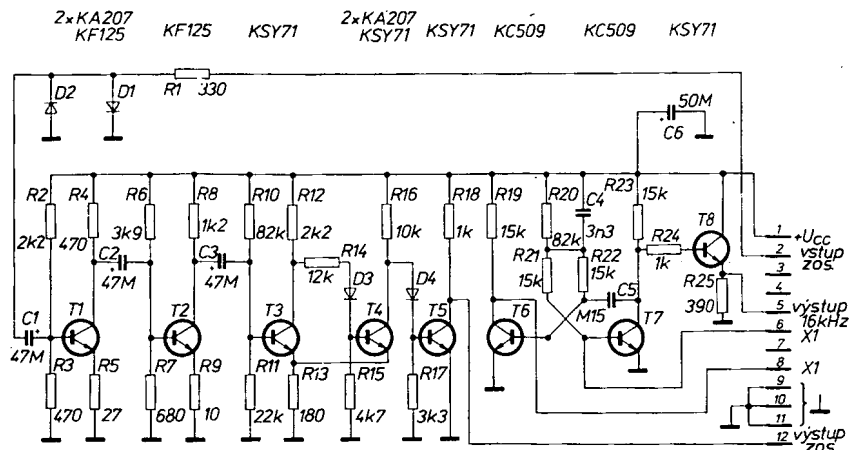 2×KA207 2×KA207
KF125 KF125 KSY71 KSY71 KSY71 KC509 KC509 KSY71
D2 D1 R1 330
50M
C6
R2 R4 R6 R8 R10 R12 R16 R18 R19 R20 C4 R23
15k
2k2 470 3k9 1k2 82k 2k2 10k 1k 15k 82k 3n3
T8
R24
1k
C2 47M C3 47M R14 12k D3 D4
R21 15k R22 15k C5 M15
R25 390
C1 47M T1 T2 T3 T4 T5 T6 T7
R3 R5 R7 R9 R11 R13 R15 R17
470 27 680 10 22k 180 4k7 3k3
1 +Ucc
2 vstup zos.
3
4
5 výstup 16kHz
6 X1
7
8 X1
9
10
11
12 výstup zos.